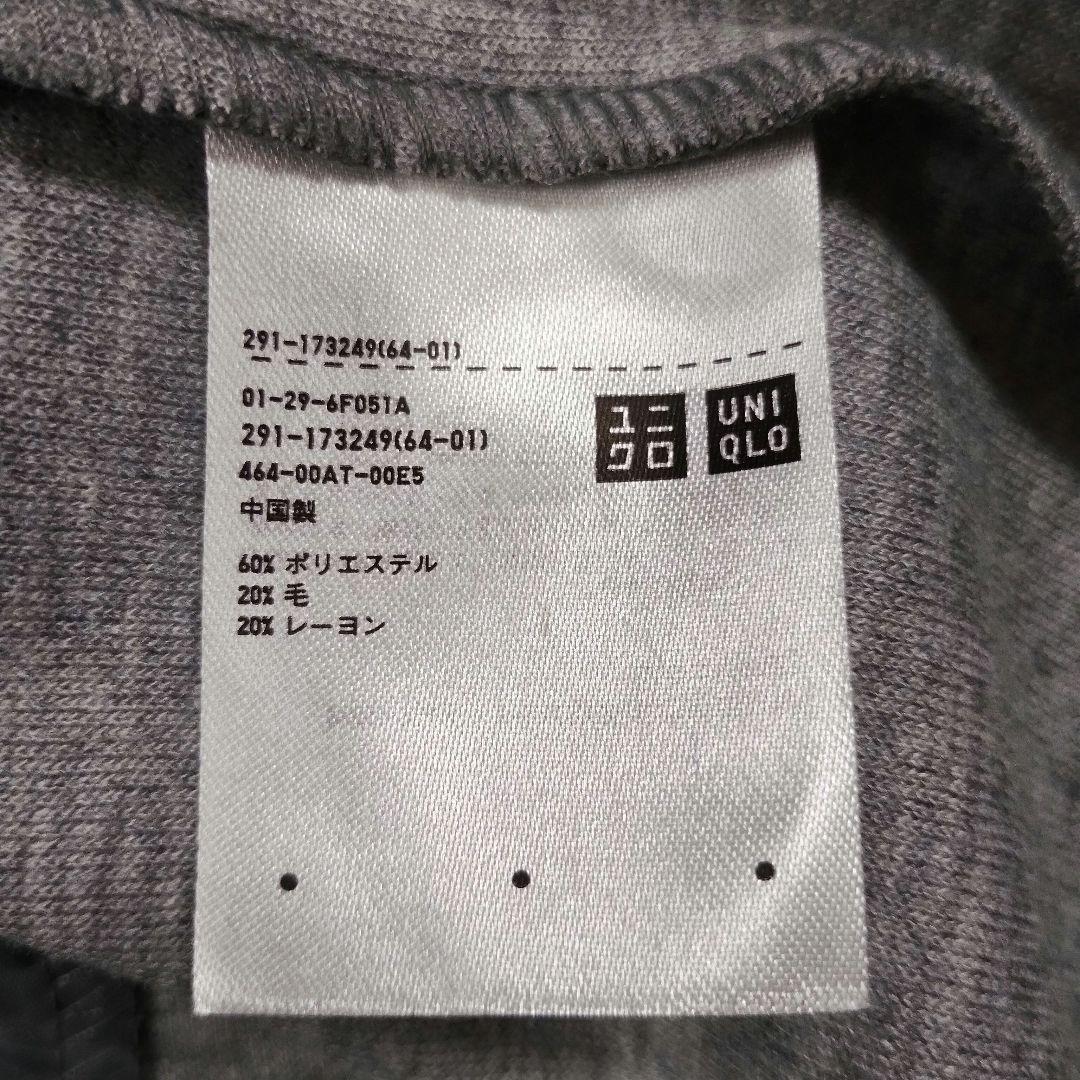 291-173249(64-01)
01-29-6F051A
291-173249(64-01)
464-00AT-00E5
中国製
60% ポリエステル
20% 毛
20% レーヨン
ユニ
クロ
UNI
QLO